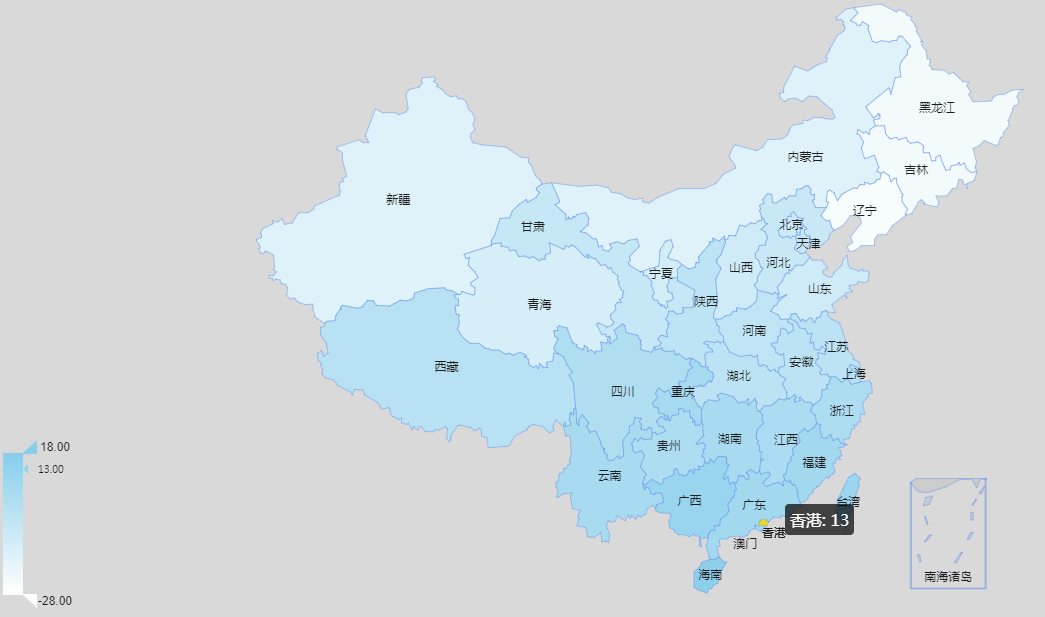 黑龙江
内蒙古
吉林
新疆
辽宁
甘肃
北京
天津
宁夏
山西
河北
山东
青海
陕西
河南
江苏
西藏
安徽
上海
湖北
四川
重庆
浙江
贵州
湖南
江西
18.00
福建
13.00
云南
广西
广东
台湾
香港: 13
香港
澳门
海南
南海诸岛
-28.00